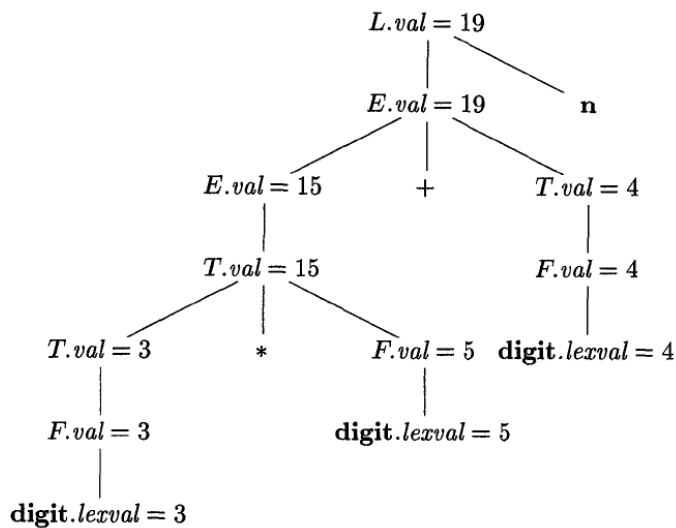 L.val = 19
E.val = 19 n
E.val = 15 + T.val = 4
T.val = 15 F.val = 4
T.val = 3 * F.val = 5 digit.lexval = 4
F.val = 3 digit.lexval = 5
digit.lexval = 3